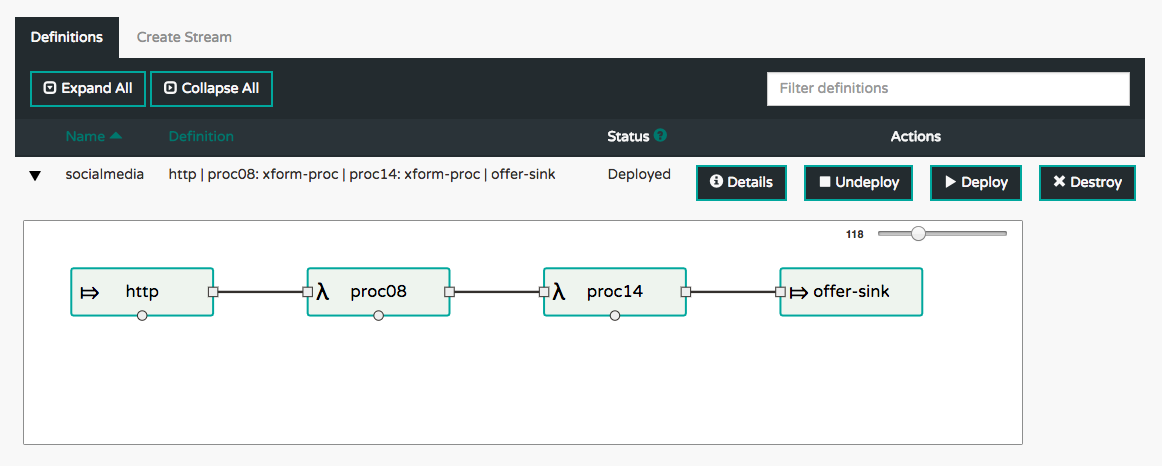 Definitions Create Stream
Expand All Collapse All Filter definitions
Name Definition Status ? Actions
socialmedia http | proc08: xform-proc | proc14: xform-proc | offer-sink Deployed Details Undeploy Deploy Destroy
118
http λ proc08 λ proc14 offer-sink